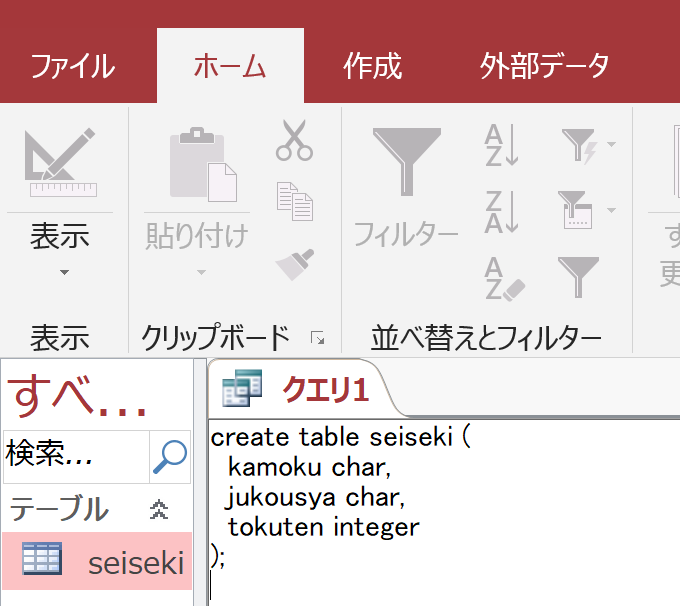 ファイル ホーム 作成 外部データ
表示 貼り付け フィルター
表示 クリップボード 並べ替えとフィルター
すべ...
検索...
テーブル
seiseki
クエリ1
create table seiseki (
kamoku char,
jukousya char,
tokuten integer
);